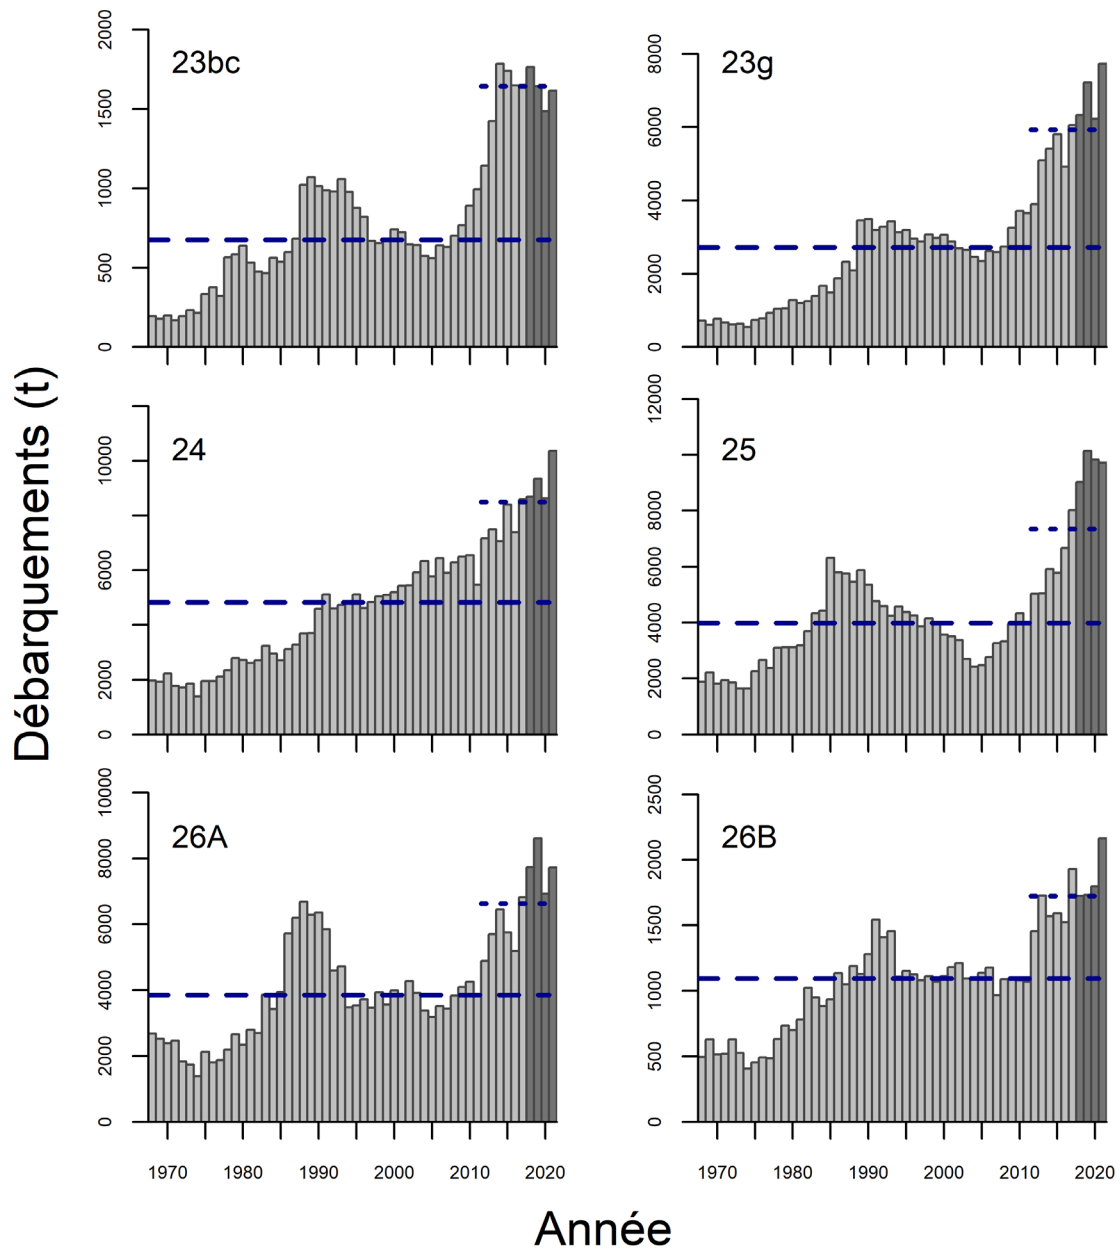 Débarquements (t)
23bc
0 500 1000 1500 2000
23g
0 2000 4000 6000 8000
24
0 2000 6000 10000
25
0 2000 4000 6000 8000 12000
26A
0 2000 4000 6000 8000 10000
1970 1980 1990 2000 2010 2020
26B
0 500 1000 1500 2000 2500
1970 1980 1990 2000 2010 2020
Année